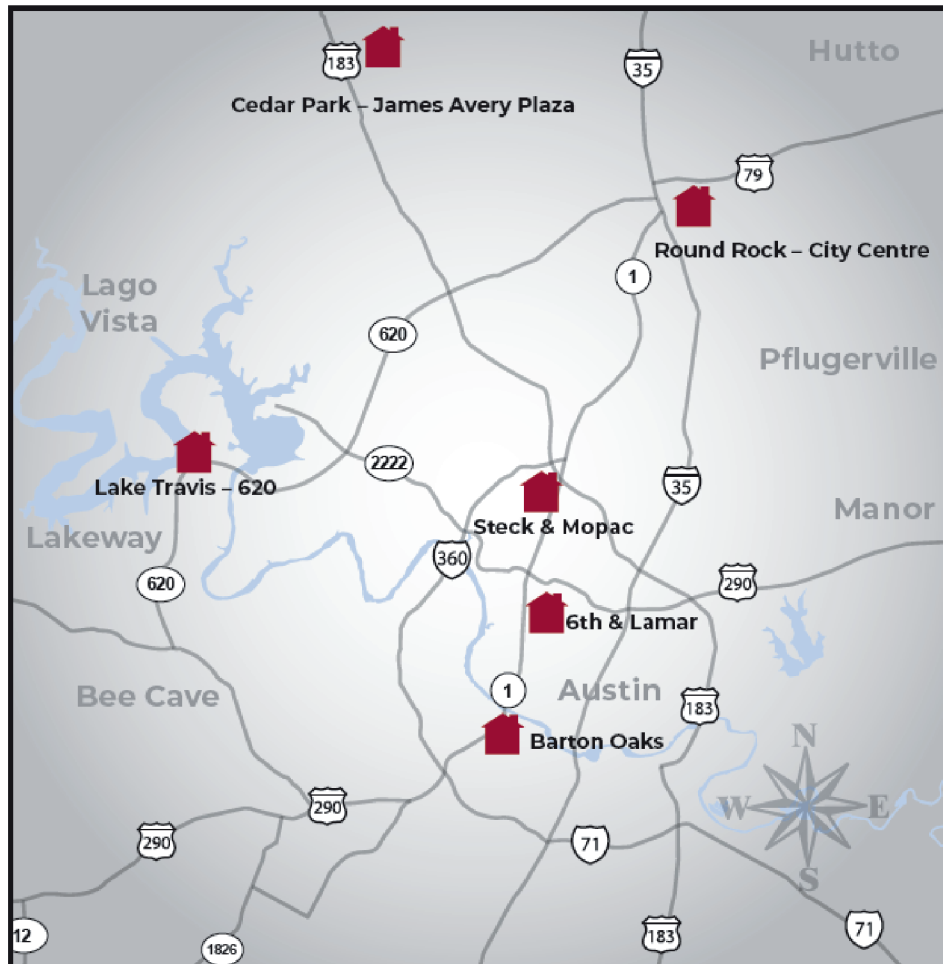 Hutto
183
35
Cedar Park – James Avery Plaza
79
Round Rock – City Centre
1
Lago
Vista
620
Pflugerville
2222
35
Lake Travis – 620
Manor
Steck & Mopac
Lakeway
360
620
290
6th & Lamar
Bee Cave
1
Austin
183
Barton Oaks
N
W
E
S
290
290
71
12
1826
183
71